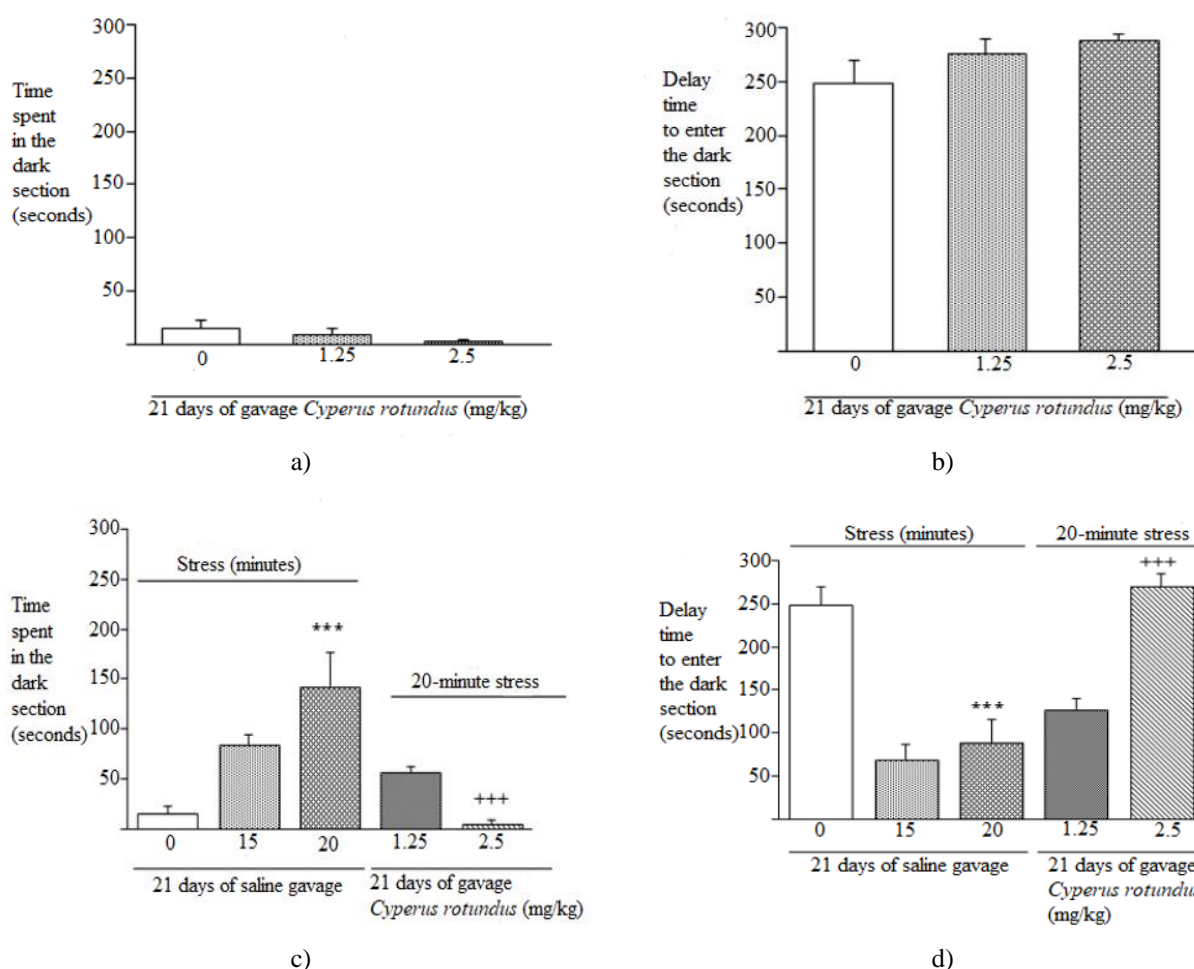 300
250
200
150
100
50
Time
spent
in the
dark
section
(seconds)
0 1.25 2.5
21 days of gavage Cyperus rotundus (mg/kg)
a)
300
250
200
150
100
50
Delay
time
to enter
the dark
section
(seconds)
0 1.25 2.5
21 days of gavage Cyperus rotundus (mg/kg)
b)
300
250
200
150
100
50
Time
spent
in the
dark
section
(seconds)
Stress (minutes)
***
20-minute stress
+++
0 15 20 1.25 2.5
21 days of saline gavage
21 days of gavage
Cyperus rotundus (mg/kg)
c)
300
250
200
150
100
50
Delay
time
to enter
the dark
section
(seconds)
Stress (minutes)
20-minute stress
+++
***
0 15 20 1.25 2.5
21 days of saline gavage
21 days of gavage
Cyperus rotundus
(mg/kg)
d)